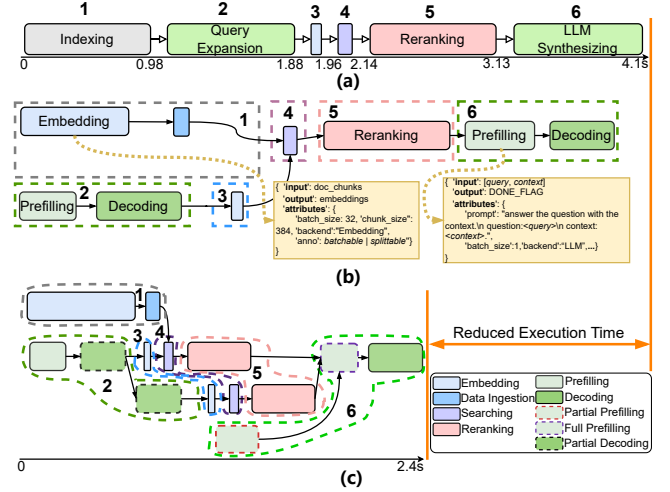 1 2 3 4 5 6
Indexing Query Expansion Reranking LLM Synthesizing
0 0.98 1.88 1.96 2.14 3.13 4.1s
(a)
1 4 5 6
Embedding Reranking Prefilling Decoding
2 3
Prefilling Decoding
{ 'input': doc_chunks
'output': embeddings
'attributes': {
'batch_size': 32, 'chunk_size':
384, 'backend':"Embedding",
'anno': batchable | splittable"}
}
{ 'input': [query, context]
'output': DONE_FLAG
'attributes': {
'prompt': "answer the question with the
context.\n question:<query>\n context:
<context>.",
'batch_size':1,'backend':"LLM",...}
}
(b)
1
3 4
2 5
6
Reduced Execution Time
Embedding
Data Ingestion
Searching
Reranking
Prefilling
Decoding
Partial Prefilling
Full Prefilling
Partial Decoding
0 2.4s
(c)